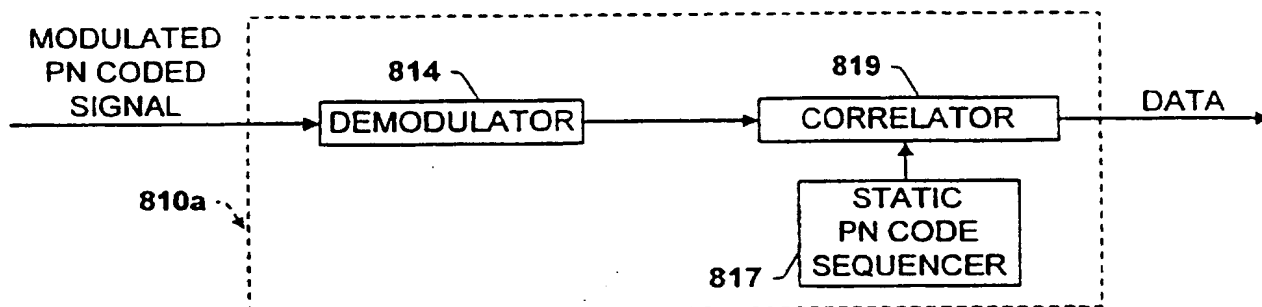 MODULATED
PN CODED
SIGNAL
814
DEMODULATOR
819
CORRELATOR
DATA
810a
STATIC
PN CODE
SEQUENCER
817